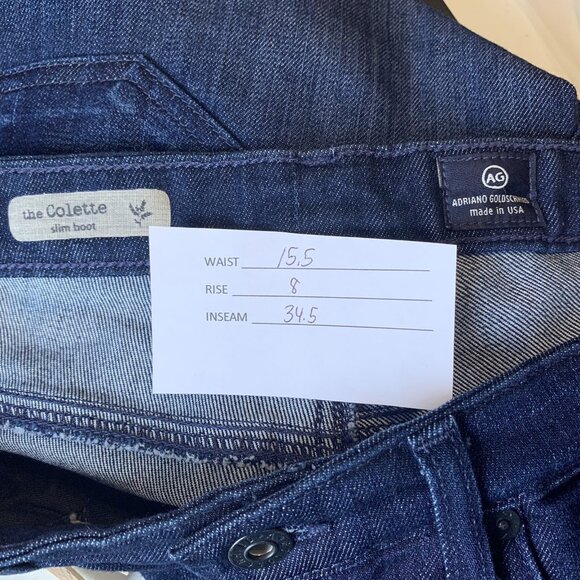 the Colette
slim boot
AG
ADRIANO GOLDSCHMIED
made in USA
WAIST 15.5
RISE 8
INSEAM 34.5